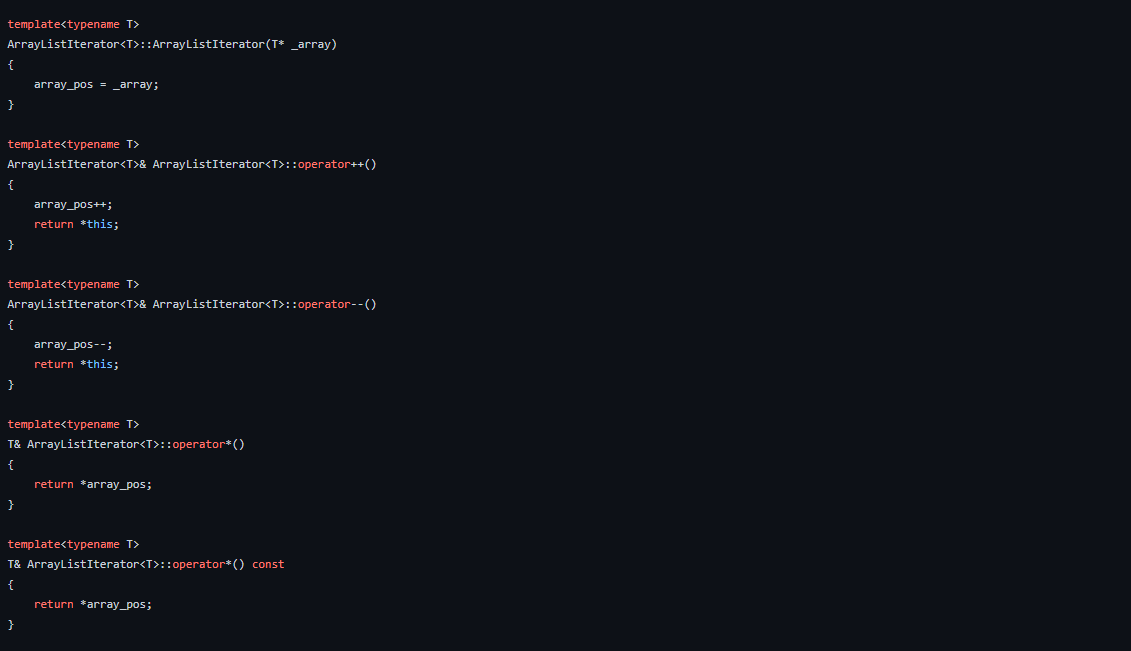 template<typename T>
ArrayListIterator<T>::ArrayListIterator(T* _array)
{
    array_pos = _array;
}

template<typename T>
ArrayListIterator<T>& ArrayListIterator<T>::operator++()
{
    array_pos++;
    return *this;
}

template<typename T>
ArrayListIterator<T>& ArrayListIterator<T>::operator--()
{
    array_pos--;
    return *this;
}

template<typename T>
T& ArrayListIterator<T>::operator*()
{
    return *array_pos;
}

template<typename T>
T& ArrayListIterator<T>::operator*() const
{
    return *array_pos;
}